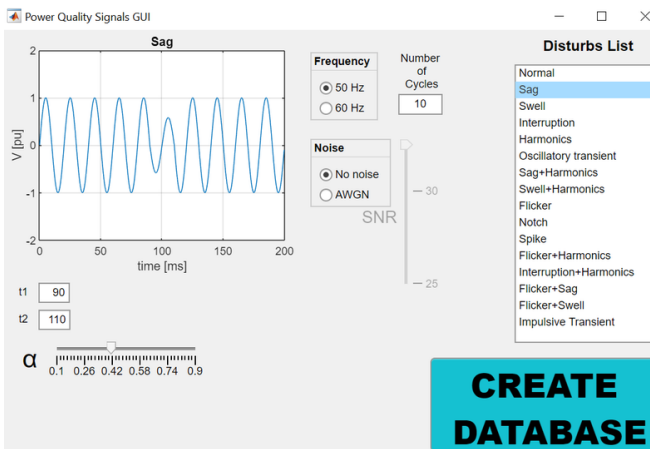 Power Quality Signals GUI
Sag
2
1
0
-1
-2
V [pu]
0 50 100 150 200
time [ms]
t1 90
t2 110
α
0.1 0.26 0.42 0.58 0.74 0.9
Frequency
50 Hz
60 Hz
Number
of
Cycles
10
Noise
No noise
AWGN
SNR
30
25
Disturbs List
Normal
Sag
Swell
Interruption
Harmonics
Oscillatory transient
Sag+Harmonics
Swell+Harmonics
Flicker
Notch
Spike
Flicker+Harmonics
Interruption+Harmonics
Flicker+Sag
Flicker+Swell
Impulsive Transient
CREATE
DATABASE